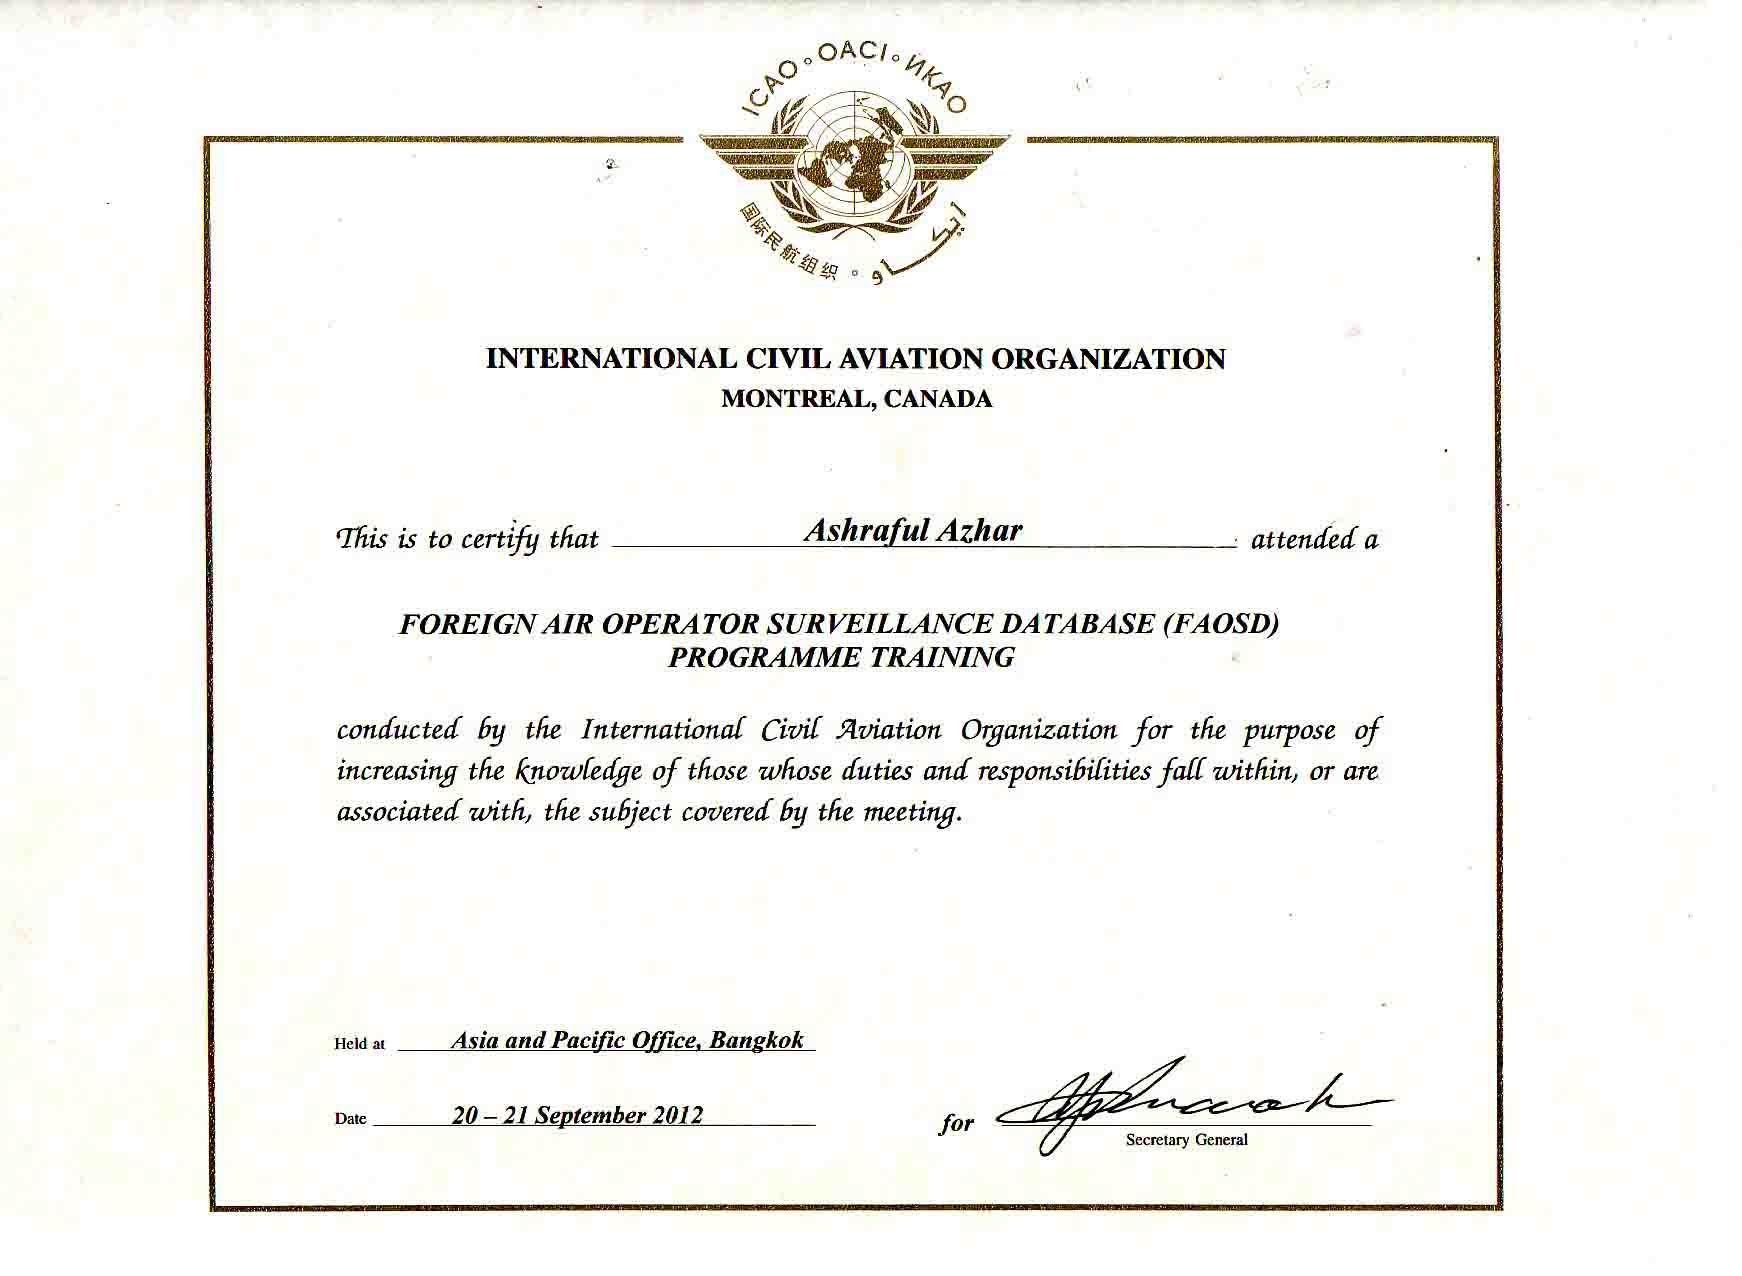 ICAO ◦ OACI ◦ ИКАО
国际民航组织 ◦ ايكاو
INTERNATIONAL CIVIL AVIATION ORGANIZATION
MONTREAL, CANADA
This is to certify that Ashraful Azhar attended a
FOREIGN AIR OPERATOR SURVEILLANCE DATABASE (FAOSD)
PROGRAMME TRAINING
conducted by the International Civil Aviation Organization for the purpose of
increasing the knowledge of those whose duties and responsibilities fall within, or are
associated with, the subject covered by the meeting.
Held at Asia and Pacific Office, Bangkok
Date 20 – 21 September 2012
for
Secretary General